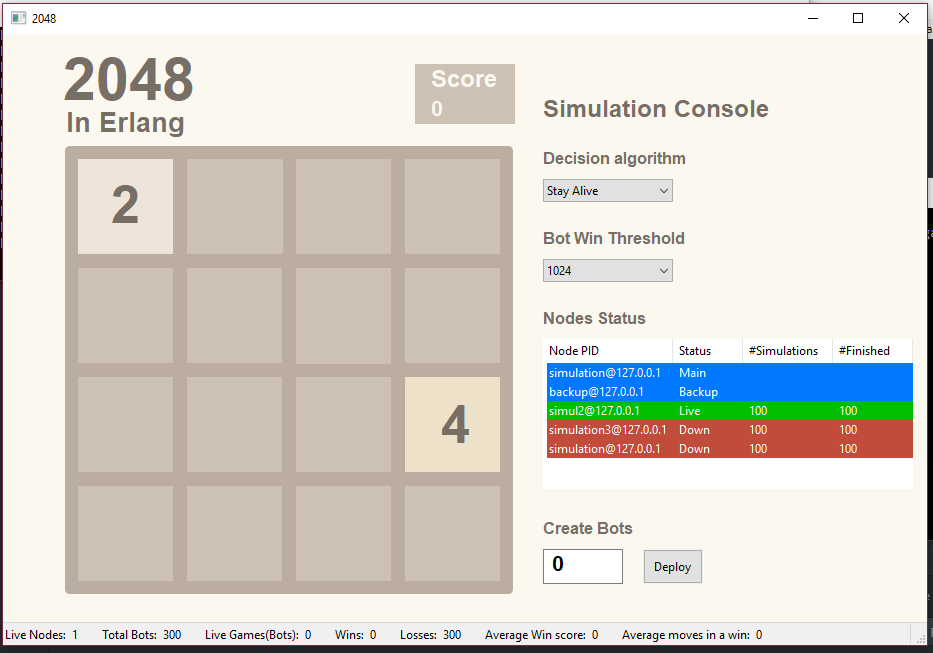 2048
2048
In Erlang
Score
0
2
4
Simulation Console
Decision algorithm
Stay Alive
Bot Win Threshold
1024
Nodes Status
Node PID Status #Simulations #Finished
simulation@127.0.0.1 Main
backup@127.0.0.1 Backup
simul2@127.0.0.1 Live 100 100
simulation3@127.0.0.1 Down 100 100
simulation@127.0.0.1 Down 100 100
Create Bots
0 Deploy
Live Nodes: 1 Total Bots: 300 Live Games(Bots): 0 Wins: 0 Losses: 300 Average Win score: 0 Average moves in a win: 0